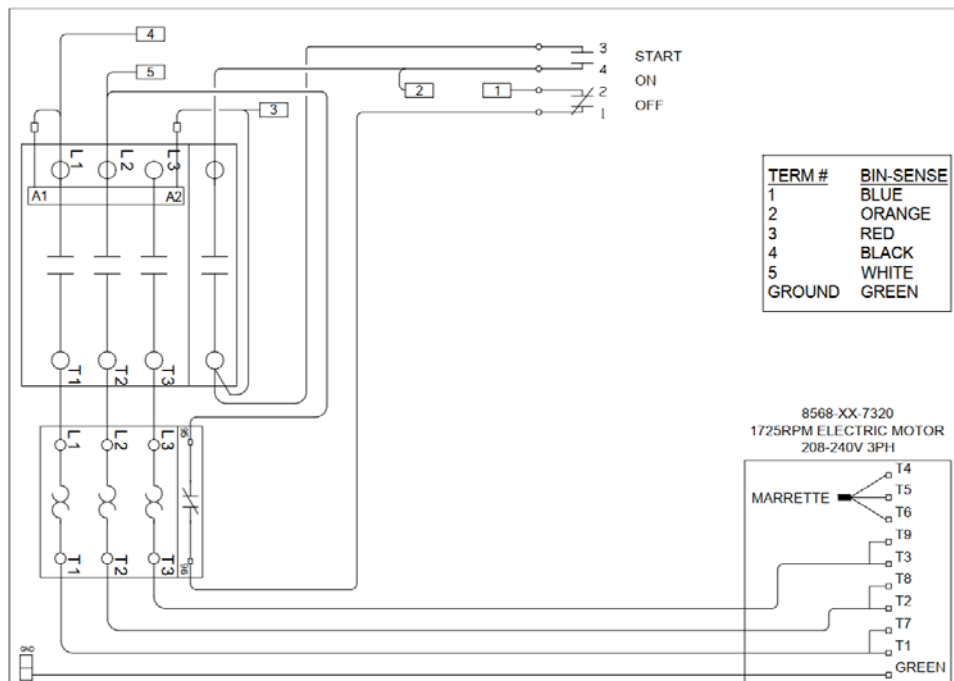 4
5
3
2
1
3
4
2
1
START
ON
OFF
L1
L2
L3
A1
A2
T1
T2
T3
TERM # BIN-SENSE
1 BLUE
2 ORANGE
3 RED
4 BLACK
5 WHITE
GROUND GREEN
L1
L2
L3
95
T1
T2
T3
96
8568-XX-7320
1725RPM ELECTRIC MOTOR
208-240V 3PH
MARRETTE
T4
T5
T6
T9
T3
T8
T2
T7
T1
GREEN